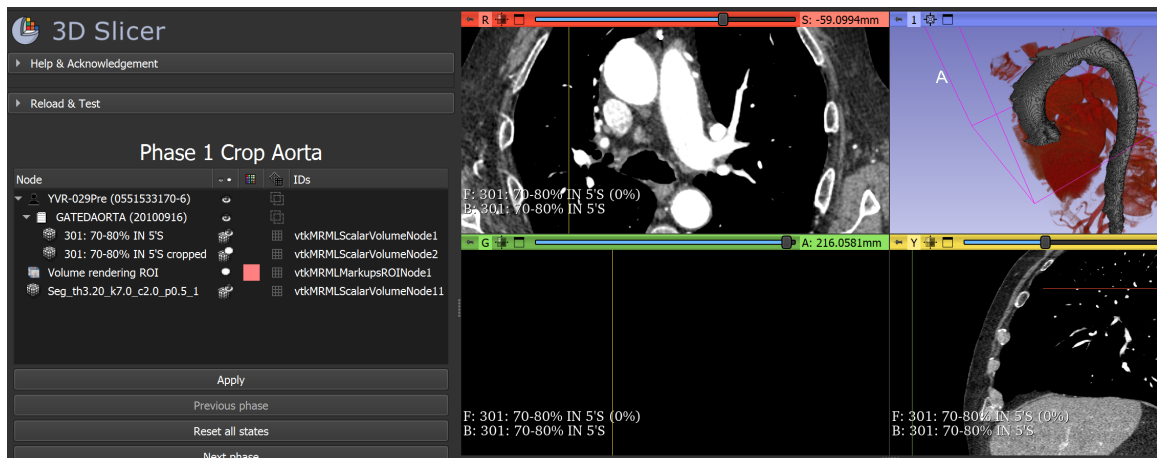 3D Slicer
Help & Acknowledgement
Reload & Test
Phase 1 Crop Aorta
Node IDs
YVR-029Pre (0551533170-6)
GATEDAORTA (20100916)
301: 70-80% IN 5'S vtkMRMLScalarVolumeNode1
301: 70-80% IN 5'S cropped vtkMRMLScalarVolumeNode2
Volume rendering ROI vtkMRMLMarkupsROINode1
Seg_th3.20_k7.0_c2.0_p0.5_1 vtkMRMLScalarVolumeNode11
Apply
Previous phase
Reset all states
Next phase
R S: -59.0994mm
F: 301: 70-80% IN 5'S (0%)
B: 301: 70-80% IN 5'S
1
A
G A: 216.0581mm
F: 301: 70-80% IN 5'S (0%)
B: 301: 70-80% IN 5'S
Y
F: 301: 70-80% IN 5'S (0%)
B: 301: 70-80% IN 5'S